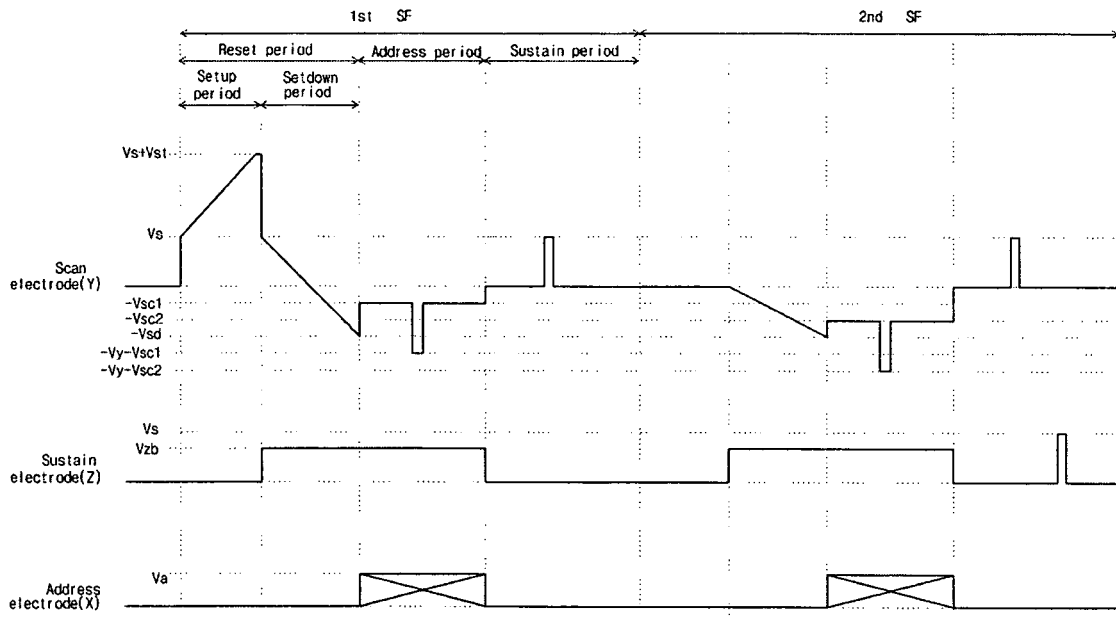 1st SF
2nd SF
Reset period
Address period
Sustain period
Setup
period
Setdown
period
Vs+Vst
Vs
Scan
electrode(Y)
-Vsc1
-Vsc2
-Vsd
-Vy-Vsc1
-Vy-Vsc2
Vs
Vzb
Sustain
electrode(Z)
Va
Address
electrode(X)